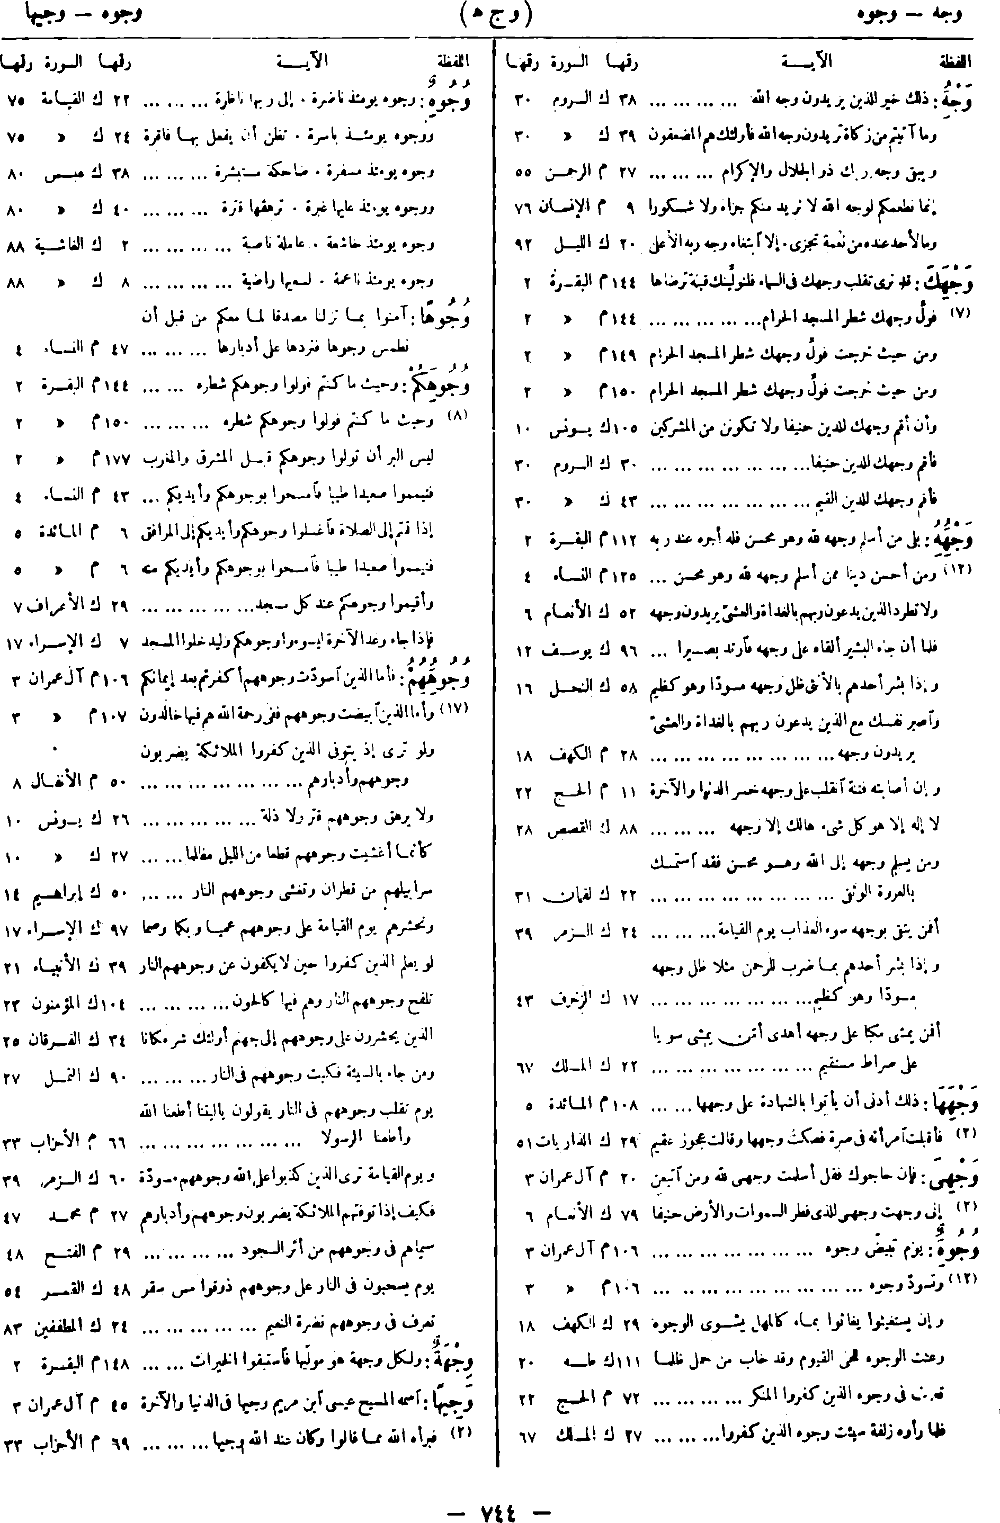 وجه — وجوه (و ج ه) وجوه — وجيها
اللفظة الآيـــة رقمها السورة رقمها
وَجْهُ: ذلك خير للذين يريدون وجه الله ... ... ... ٣٨ ك الروم ٣٠
وما آتيتم من زكاة تريدون وجه الله فأولئك هم المضعفون ٣٩ ك » ٣٠
ويبقى وجه ربك ذو الجلال والإكرام ... ... ... ٢٧ م الرحمن ٥٥
إنما نطعمكم لوجه الله لا نريد منكم جزاء ولا شكورا ٩ م الإنسان ٧٦
وما لأحد عنده من نعمة تجزى . إلا ابتغاء وجه ربه الأعلى ٢٠ ك الليل ٩٢
وَجْهِكَ: قد نرى تقلب وجهك في السماء فلنولينك قبلة ترضاها ١٤٤ م البقرة ٢
(٧) فول وجهك شطر المسجد الحرام ... ... ... ... ١٤٤ م » ٢
ومن حيث خرجت فول وجهك شطر المسجد الحرام ١٤٩ م » ٢
ومن حيث خرجت فول وجهك شطر المسجد الحرام ١٥٠ م » ٢
وأن أقم وجهك للدين حنيفا ولا تكونن من المشركين ١٠٥ ك يونس ١٠
فأقم وجهك للدين حنيفا ... ... ... ... ... ... ٣٠ ك الروم ٣٠
فأقم وجهك للدين القيم ... ... ... ... ... ... ٤٣ ك » ٣٠
وَجْهَهُ: بلى من أسلم وجهه لله وهو محسن فله أجره عند ربه ١١٢ م البقرة ٢
(١٢) ومن أحسن دينا ممن أسلم وجهه لله وهو محسن ... ١٢٥ م النساء ٤
ولا تطرد الذين يدعون ربهم بالغداة والعشي يريدون وجهه ٥٢ ك الأنعام ٦
فلما أن جاء البشير ألقاه على وجهه فارتد بصيرا ... ٩٦ ك يوسف ١٢
وإذا بشر أحدهم بالأنثى ظل وجهه مسودا وهو كظيم ٥٨ ك النحل ١٦
واصبر نفسك مع الذين يدعون ربهم بالغداة والعشي
يريدون وجهه ... ... ... ... ... ... ... ... ٢٨ م الكهف ١٨
وإن أصابته فتنة انقلب على وجهه خسر الدنيا والآخرة ١١ م الحج ٢٢
لا إله إلا هو كل شيء هالك إلا وجهه ... ... ... ٨٨ ك القصص ٢٨
ومن يسلم وجهه إلى الله وهو محسن فقد استمسك
بالعروة الوثقى ... ... ... ... ... ... ... ... ٢٢ ك لقمان ٣١
أفمن يتقي بوجهه سوء العذاب يوم القيامة ... ... ... ٢٤ ك الزمر ٣٩
وإذا بشر أحدهم بما ضرب للرحمن مثلا ظل وجهه
مسودا وهو كظيم ... ... ... ... ... ... ... ١٧ ك الزخرف ٤٣
أفمن يمشي مكبا على وجهه أهدى أمن يمشي سويا
على صراط مستقيم ... ... ... ... ... ... ... ٢٢ ك الملك ٦٧
وَجْهِهَا: ذلك أدنى أن يأتوا بالشهادة على وجهها ... ... ١٠٨ م المائدة ٥
(٢) فأقبلت امرأته في صرة فصكت وجهها وقالت عجوز عقيم ٢٩ ك الذاريات ٥١
وَجْهِيَ: فإن حاجوك فقل أسلمت وجهي لله ومن اتبعن ٢٠ م آل عمران ٣
(٢) إني وجهت وجهي للذي فطر السموات والأرض حنيفا ٧٩ ك الأنعام ٦
وُجُوهٌ: يوم تبيض وجوه ... ... ... ... ... ... ... ١٠٦ م آل عمران ٣
(١٢) وتسود وجوه ... ... ... ... ... ... ... ... ١٠٦ م » ٣
وإن يستغيثوا يغاثوا بماء كالمهل يشوى الوجوه ٢٩ ك الكهف ١٨
وعنت الوجوه للحي القيوم وقد خاب من حمل ظلما ١١١ ك طه ٢٠
تعرف في وجوه الذين كفروا المنكر ... ... ... ... ٧٢ م الحج ٢٢
فلما رأوه زلفة سيئت وجوه الذين كفروا ... ... ... ٢٧ ك الملك ٦٧
اللفظة الآيـــة رقمها السورة رقمها
وُجُوهٌ: وجوه يومئذ ناضرة . إلى ربها ناظرة ... ... ... ٢٢ ك القيامة ٧٥
ووجوه يومئذ باسرة . تظن أن يفعل بها فاقرة ٢٤ ك » ٧٥
وجوه يومئذ مسفرة . ضاحكة مستبشرة ... ... ... ٣٨ ك عبس ٨٠
ووجوه يومئذ عليها غبرة . ترهقها قترة ... ... ... ٤٠ ك » ٨٠
وجوه يومئذ خاشعة . عاملة ناصبة ... ... ... ... ٢ ك الغاشية ٨٨
وجوه يومئذ ناعمة . لسعيها راضية ... ... ... ... ٨ ك » ٨٨
وُجُوهًا: آمنوا بما نزلنا مصدقا لما معكم من قبل أن
نطمس وجوها فنردها على أدبارها ... ... ... ٤٧ م النساء ٤
وُجُوهَكُمْ: وحيث ما كنتم فولوا وجوهكم شطره ... ... ١٤٤ م البقرة ٢
(٨) وحيث ما كنتم فولوا وجوهكم شطره ... ... ... ١٥٠ م » ٢
ليس البر أن تولوا وجوهكم قبل المشرق والمغرب ١٧٧ م » ٢
فتيمموا صعيدا طيبا فامسحوا بوجوهكم وأيديكم ... ٤٣ م النساء ٤
إذا قمتم إلى الصلاة فاغسلوا وجوهكم وأيديكم إلى المرافق ٦ م المائدة ٥
فتيمموا صعيدا طيبا فامسحوا بوجوهكم وأيديكم منه ٦ م » ٥
وأقيموا وجوهكم عند كل مسجد ... ... ... ... ... ٢٩ ك الأعراف ٧
فإذا جاء وعد الآخرة ليسوءوا وجوهكم وليدخلوا المسجد ٧ ك الإسراء ١٧
وُجُوهُهُمْ: فأما الذين اسودت وجوههم أكفرتم بعد إيمانكم ١٠٦ م آل عمران ٣
(١٧) وأما الذين ابيضت وجوههم ففي رحمة الله هم فيها خالدون ١٠٧ م » ٣
ولو ترى إذ يتوفى الذين كفروا الملائكة يضربون
وجوههم وأدبارهم ... ... ... ... ... ... ... ٥٠ م الأنفال ٨
ولا يرهق وجوههم قتر ولا ذلة ... ... ... ... ... ٢٦ ك يونس ١٠
كأنما أغشيت وجوههم قطعا من الليل مظلما ... ... ٢٧ ك » ١٠
سرابيلهم من قطران وتغشى وجوههم النار ... ... ٥٠ ك إبراهيم ١٤
ونحشرهم يوم القيامة على وجوههم عميا وبكما وصما ٩٧ ك الإسراء ١٧
لو يعلم الذين كفروا حين لا يكفون عن وجوههم النار ٣٩ ك الأنبياء ٢١
تلفح وجوههم النار وهم فيها كالحون ... ... ... ... ١٠٤ ك المؤمنون ٢٣
الذين يحشرون على وجوههم إلى جهنم أولئك شر مكانا ٣٤ ك الفرقان ٢٥
ومن جاء بالسيئة فكبت وجوههم في النار ... ... ... ٩٠ ك النمل ٢٧
يوم تقلب وجوههم في النار يقولون يا ليتنا أطعنا الله
وأطعنا الرسولا ... ... ... ... ... ... ... ٦٦ م الأحزاب ٣٣
ويوم القيامة ترى الذين كذبوا على الله وجوههم مسودة ٦٠ ك الزمر ٣٩
فكيف إذا توفتهم الملائكة يضربون وجوههم وأدبارهم ٢٧ م محمد ٤٧
سيماهم في وجوههم من أثر السجود ... ... ... ... ٢٩ م الفتح ٤٨
يوم يسحبون في النار على وجوههم ذوقوا مس سقر ٤٨ ك القمر ٥٤
تعرف في وجوههم نضرة النعيم ... ... ... ... ... ٢٤ ك المطففين ٨٣
وِجْهَةٌ: ولكل وجهة هو موليها فاستبقوا الخيرات ... ... ١٤٨ م البقرة ٢
وَجِيهًا: اسمه المسيح عيسى ابن مريم وجيها في الدنيا والآخرة ٤٥ م آل عمران ٣
(٢) فبرأه الله مما قالوا وكان عند الله وجيها ... ... ... ٦٩ م الأحزاب ٣٣
— ٧٤٤ —